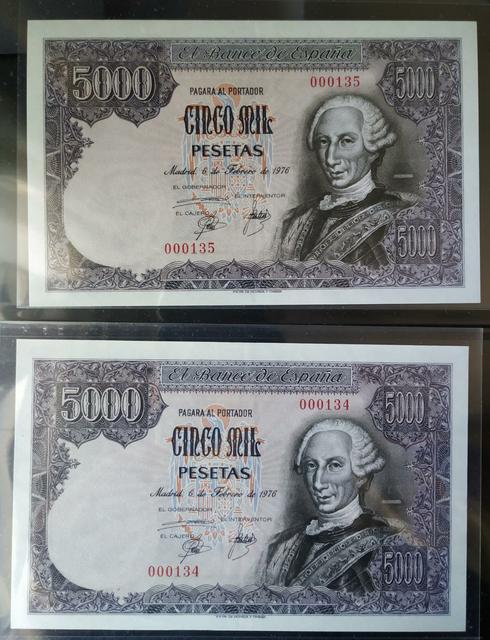 El Banco de España
5000
5000
000135
PAGARA AL PORTADOR
CINCO MIL
PESETAS
Madrid, 6 de Febrero de 1976
EL GOBERNADOR
EL INTERVENTOR
EL CAJERO
000135
5000
El Banco de España
5000
5000
000134
PAGARA AL PORTADOR
CINCO MIL
PESETAS
Madrid, 6 de Febrero de 1976
EL GOBERNADOR
EL INTERVENTOR
EL CAJERO
000134
5000